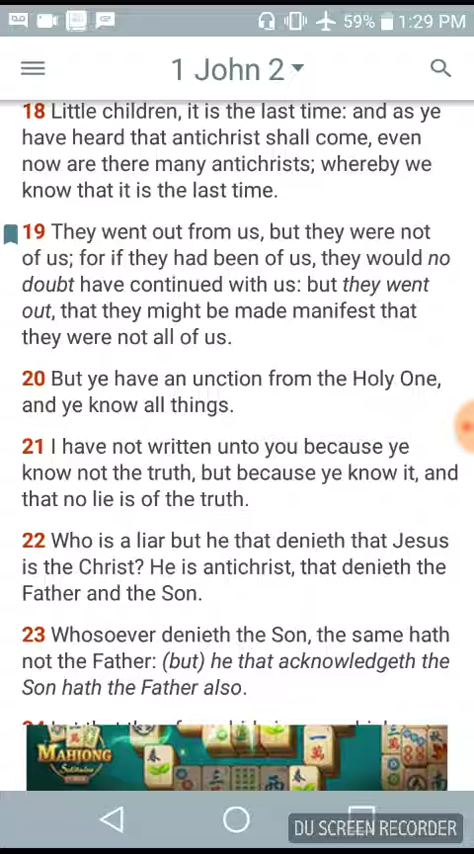 59% 1:29 PM
1 John 2
18 Little children, it is the last time: and as ye
have heard that antichrist shall come, even
now are there many antichrists; whereby we
know that it is the last time.
19 They went out from us, but they were not
of us; for if they had been of us, they would no
doubt have continued with us: but they went
out, that they might be made manifest that
they were not all of us.
20 But ye have an unction from the Holy One,
and ye know all things.
21 I have not written unto you because ye
know not the truth, but because ye know it, and
that no lie is of the truth.
22 Who is a liar but he that denieth that Jesus
is the Christ? He is antichrist, that denieth the
Father and the Son.
23 Whosoever denieth the Son, the same hath
not the Father: (but) he that acknowledgeth the
Son hath the Father also.
MAHJONG
Solitaire
DU SCREEN RECORDER